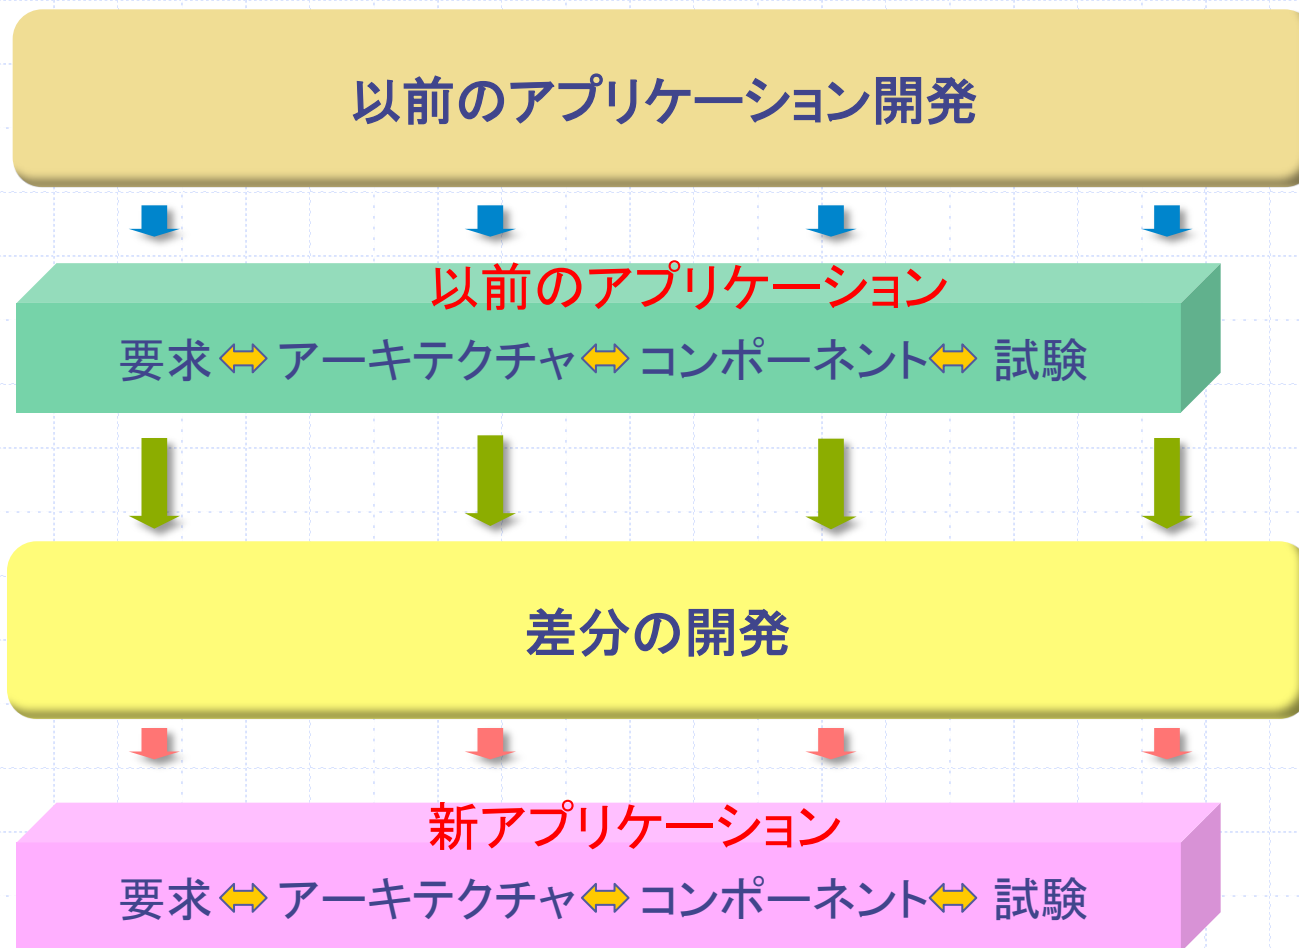 以前のアプリケーション開発
以前のアプリケーション
要求 アーキテクチャ コンポーネント 試験
差分の開発
新アプリケーション
要求 アーキテクチャ コンポーネント 試験